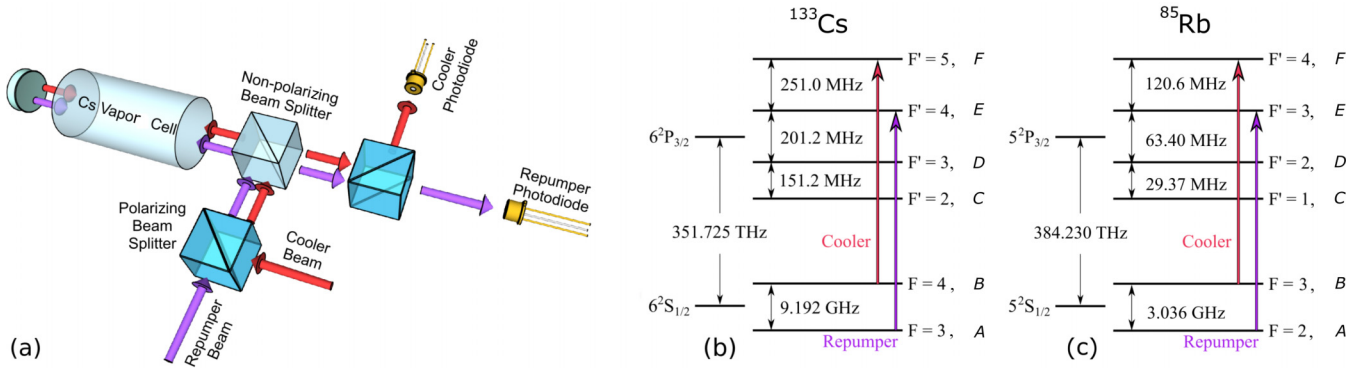 (a)
Cs Vapor Cell
Non-polarizing
Beam Splitter
Cooler
Photodiode
Repumper
Photodiode
Polarizing
Beam
Splitter
Cooler
Beam
Repumper
Beam
(b)
¹³³Cs
6²P₃/₂
351.725 THz
6²S₁/₂
251.0 MHz
201.2 MHz
151.2 MHz
9.192 GHz
Cooler
Repumper
F' = 5, F
F' = 4, E
F' = 3, D
F' = 2, C
F = 4, B
F = 3, A
(c)
⁸⁵Rb
5²P₃/₂
384.230 THz
5²S₁/₂
120.6 MHz
63.40 MHz
29.37 MHz
3.036 GHz
Cooler
Repumper
F' = 4, F
F' = 3, E
F' = 2, D
F' = 1, C
F = 3, B
F = 2, A